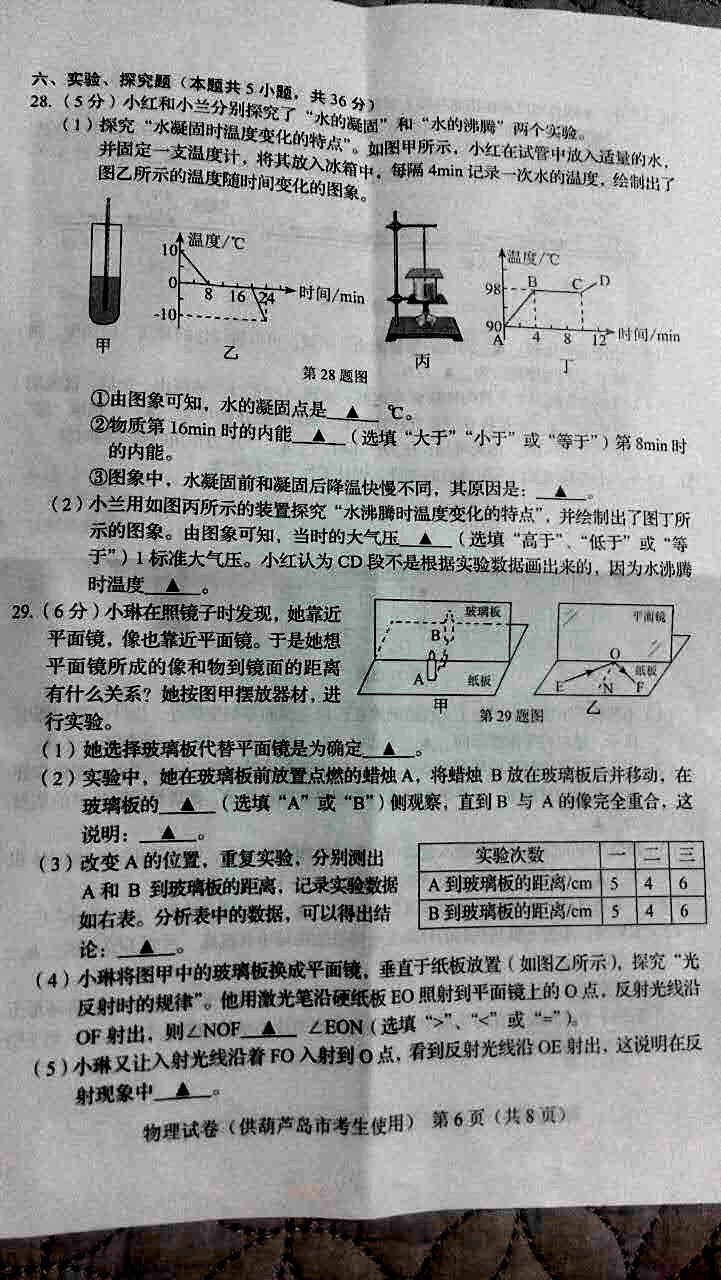 六、实验、探究题（本题共5小题，共36分）
28.（5分）小红和小兰分别探究了“水的凝固”和“水的沸腾”两个实验。
（1）探究“水凝固时温度变化的特点”。如图甲所示，小红在试管中放入适量的水，
并固定一支温度计，将其放入冰箱中，每隔4min记录一次水的温度，绘制出了
图乙所示的温度随时间变化的图象。
甲
温度/℃
10
0
-10
8 16 24
时间/min
乙
丙
温度/℃
98
90
A
B
C
D
4 8 12
时间/min
丁
第28题图
①由图象可知，水的凝固点是 ▲ ℃。
②物质第16min时的内能 ▲ （选填“大于”“小于”或“等于”）第8min时
的内能。
③图象中，水凝固前和凝固后降温快慢不同，其原因是： ▲ 。
（2）小兰用如图丙所示的装置探究“水沸腾时温度变化的特点”，并绘制出了图丁所
示的图象。由图象可知，当时的大气压 ▲ （选填“高于”、“低于”或“等
于”）1标准大气压。小红认为CD段不是根据实验数据画出来的，因为水沸腾
时温度 ▲ 。
29.（6分）小琳在照镜子时发现，她靠近
平面镜，像也靠近平面镜。于是她想
平面镜所成的像和物到镜面的距离
有什么关系？她按图甲摆放器材，进
行实验。
玻璃板
B
A
纸板
甲
平面镜
O
纸板
E
N
F
乙
第29题图
（1）她选择玻璃板代替平面镜是为确定 ▲ 。
（2）实验中，她在玻璃板前放置点燃的蜡烛A，将蜡烛B放在玻璃板后并移动，在
玻璃板的 ▲ （选填“A”或“B”）侧观察，直到B与A的像完全重合，这
说明： ▲ 。
（3）改变A的位置，重复实验，分别测出
A和B到玻璃板的距离，记录实验数据
如右表。分析表中的数据，可以得出结
论： ▲ 。
实验次数 一 二 三
A到玻璃板的距离/cm 5 4 6
B到玻璃板的距离/cm 5 4 6
（4）小琳将图甲中的玻璃板换成平面镜，垂直于纸板放置（如图乙所示），探究“光
反射时的规律”。他用激光笔沿硬纸板EO照射到平面镜上的O点，反射光线沿
OF射出，则∠NOF ▲ ∠EON（选填“>”、“<”或“=”）。
（5）小琳又让入射光线沿着FO入射到O点，看到反射光线沿OE射出，这说明在反
射现象中 ▲ 。
物理试卷（供葫芦岛市考生使用） 第6页（共8页）